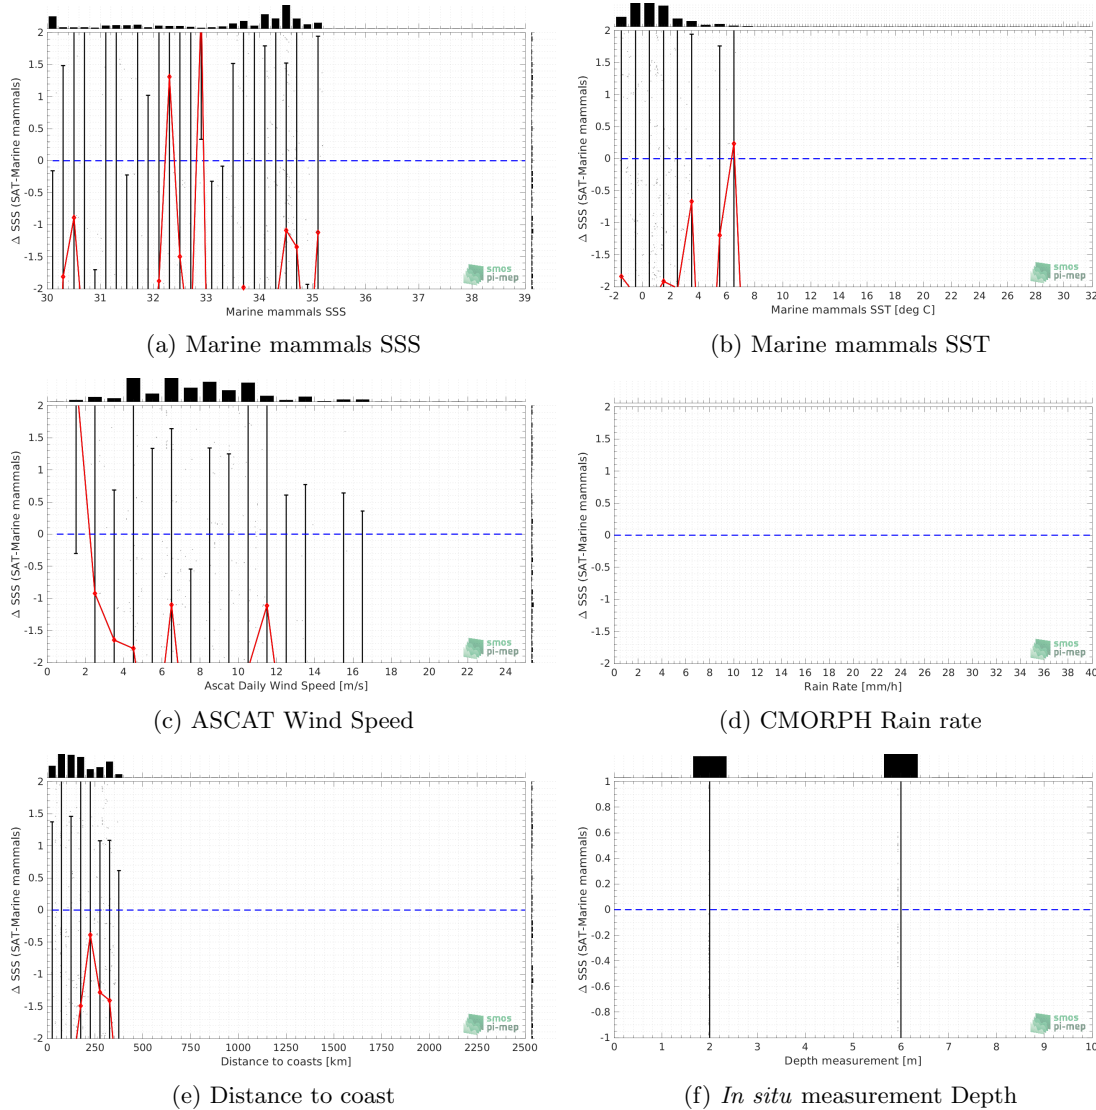 2
1.5
1
0.5
0
-0.5
-1
-1.5
-2
Δ SSS (SAT-Marine mammals)
30 31 32 33 34 35 36 37 38 39
Marine mammals SSS
smos
pi-mep
(a) Marine mammals SSS
2
1.5
1
0.5
0
-0.5
-1
-1.5
-2
Δ SSS (SAT-Marine mammals)
-2 0 2 4 6 8 10 12 14 16 18 20 22 24 26 28 30 32
Marine mammals SST [deg C]
smos
pi-mep
(b) Marine mammals SST
2
1.5
1
0.5
0
-0.5
-1
-1.5
-2
Δ SSS (SAT-Marine mammals)
0 2 4 6 8 10 12 14 16 18 20 22 24
Ascat Daily Wind Speed [m/s]
smos
pi-mep
(c) ASCAT Wind Speed
2
1.5
1
0.5
0
-0.5
-1
-1.5
-2
Δ SSS (SAT-Marine mammals)
0 2 4 6 8 10 12 14 16 18 20 22 24 26 28 30 32 34 36 38 40
Rain Rate [mm/h]
smos
pi-mep
(d) CMORPH Rain rate
2
1.5
1
0.5
0
-0.5
-1
-1.5
-2
Δ SSS (SAT-Marine mammals)
0 250 500 750 1000 1250 1500 1750 2000 2250 2500
Distance to coasts [km]
smos
pi-mep
(e) Distance to coast
1
0.8
0.6
0.4
0.2
0
-0.2
-0.4
-0.6
-0.8
-1
Δ SSS (SAT-Marine mammals)
0 1 2 3 4 5 6 7 8 9 10
Depth measurement [m]
smos
pi-mep
(f) In situ measurement Depth